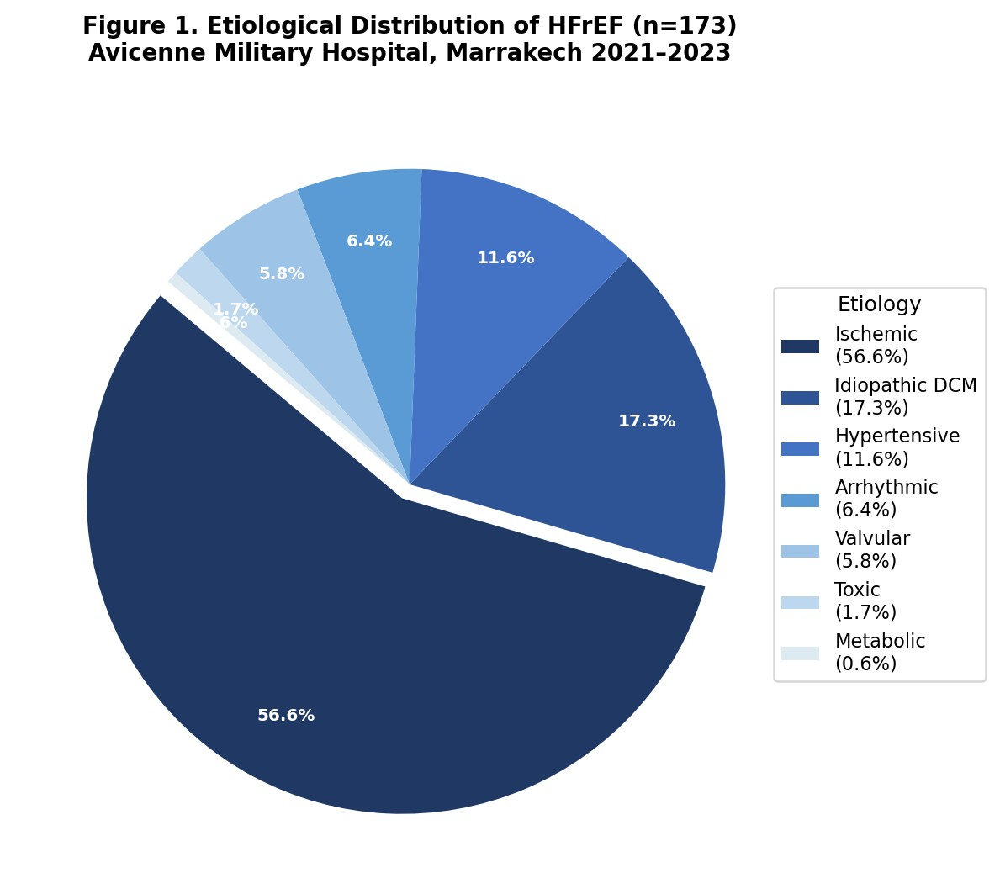 Figure 1. Etiological Distribution of HFrEF (n=173)
Avicenne Military Hospital, Marrakech 2021–2023
6.4%
11.6%
5.8%
1.7%
6%
17.3%
56.6%
Etiology
Ischemic
(56.6%)
Idiopathic DCM
(17.3%)
Hypertensive
(11.6%)
Arrhythmic
(6.4%)
Valvular
(5.8%)
Toxic
(1.7%)
Metabolic
(0.6%)